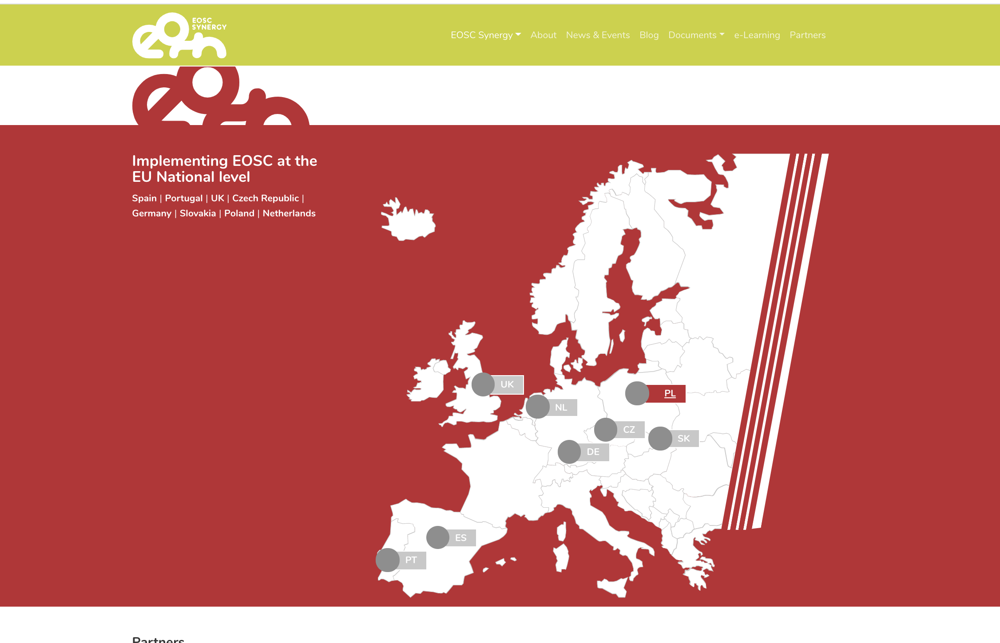 EOSC
SYNERGY
EOSC Synergy About News & Events Blog Documents e-Learning Partners
Implementing EOSC at the
EU National level
Spain | Portugal | UK | Czech Republic |
Germany | Slovakia | Poland | Netherlands
UK
PL
NL
CZ
SK
DE
ES
PT
Partners